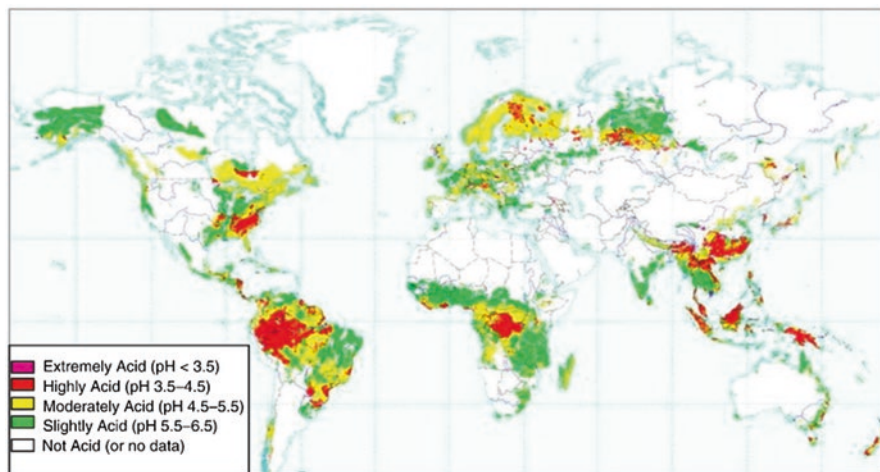 Extremely Acid (pH < 3.5)
Highly Acid (pH 3.5–4.5)
Moderately Acid (pH 4.5–5.5)
Slightly Acid (pH 5.5–6.5)
Not Acid (or no data)